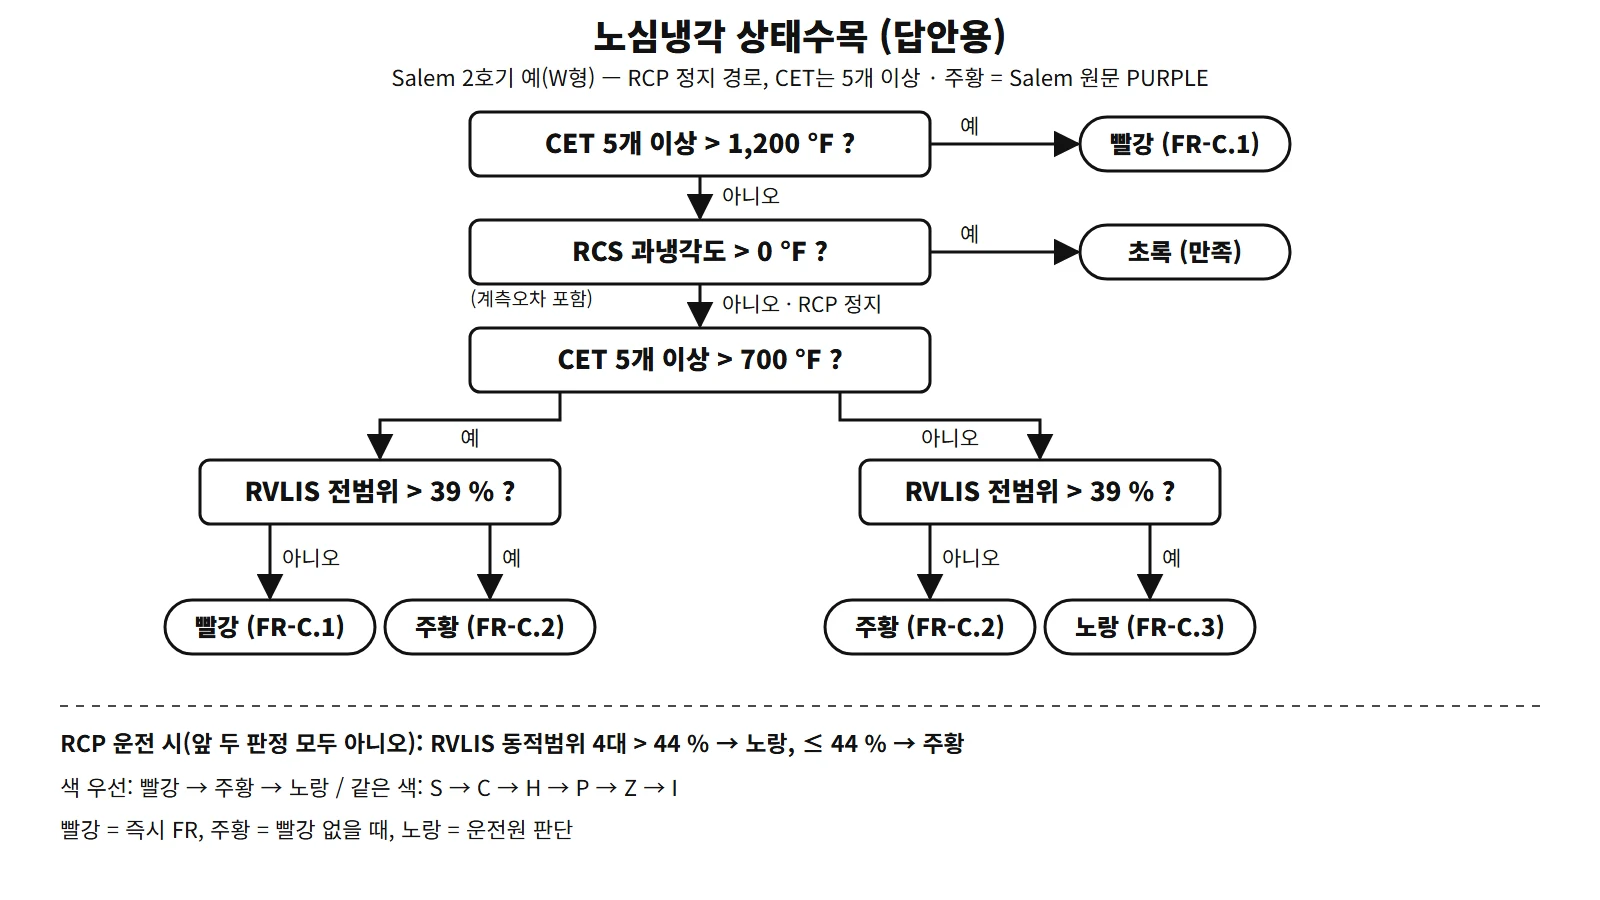 노심냉각 상태수목 (답안용)
Salem 2호기 예(W형) — RCP 정지 경로, CET는 5개 이상 · 주황 = Salem 원문 PURPLE
CET 5개 이상 > 1,200 °F ?
예
빨강 (FR-C.1)
아니오
RCS 과냉각도 > 0 °F ?
예
초록 (만족)
(계측오차 포함)
아니오 · RCP 정지
CET 5개 이상 > 700 °F ?
예
아니오
RVLIS 전범위 > 39 % ?
RVLIS 전범위 > 39 % ?
아니오
예
아니오
예
빨강 (FR-C.1)
주황 (FR-C.2)
주황 (FR-C.2)
노랑 (FR-C.3)
RCP 운전 시(앞 두 판정 모두 아니오): RVLIS 동적범위 4대 > 44 % → 노랑, ≤ 44 % → 주황
색 우선: 빨강 → 주황 → 노랑 / 같은 색: S → C → H → P → Z → I
빨강 = 즉시 FR, 주황 = 빨강 없을 때, 노랑 = 운전원 판단